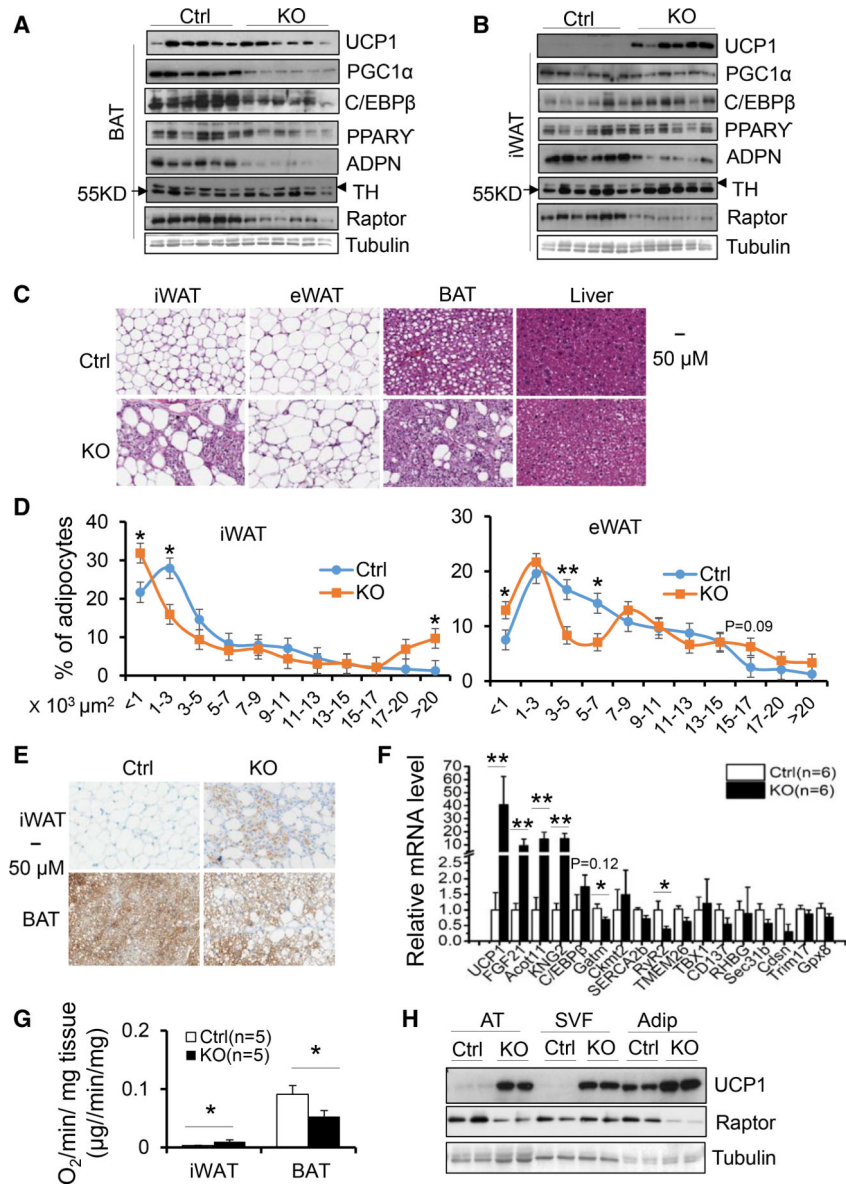 A
Ctrl KO
BAT
UCP1
PGC1α
C/EBPβ
PPARƳ
ADPN
55KD
TH
Raptor
Tubulin
B
Ctrl KO
iWAT
UCP1
PGC1α
C/EBPβ
PPARƳ
ADPN
55KD
TH
Raptor
Tubulin
C
iWAT eWAT BAT Liver
Ctrl
KO
50 µM
D
% of adipocytes
iWAT
40
30
20
10
0
* * *
Ctrl
KO
x 10³ µm²
<1 1-3 3-5 5-7 7-9 9-11 11-13 13-15 15-17 17-20 >20
eWAT
30
20
10
0
* ** *
Ctrl
KO
P=0.09
<1 1-3 3-5 5-7 7-9 9-11 11-13 13-15 15-17 17-20 >20
E
Ctrl KO
iWAT
50 µM
BAT
F
Relative mRNA level
70
60
50
40
30
20
10
2.5
2.0
1.5
1.0
0.5
0.0
** ** ** ** P=0.12 * *
Ctrl(n=6)
KO(n=6)
UCP1 FGF21 Acot11 KNG2 C/EBPβ Gatm Ckmt2 SERCA2b RyR2 TMEM26 TBX1 CD137 RHBG Sec31b Cdsn Trim17 Gpx8
G
O₂/min/ mg tissue
(µg//min/mg)
0.2
0.1
0
Ctrl(n=5)
KO(n=5)
* *
iWAT BAT
H
AT SVF Adip
Ctrl KO Ctrl KO Ctrl KO
UCP1
Raptor
Tubulin